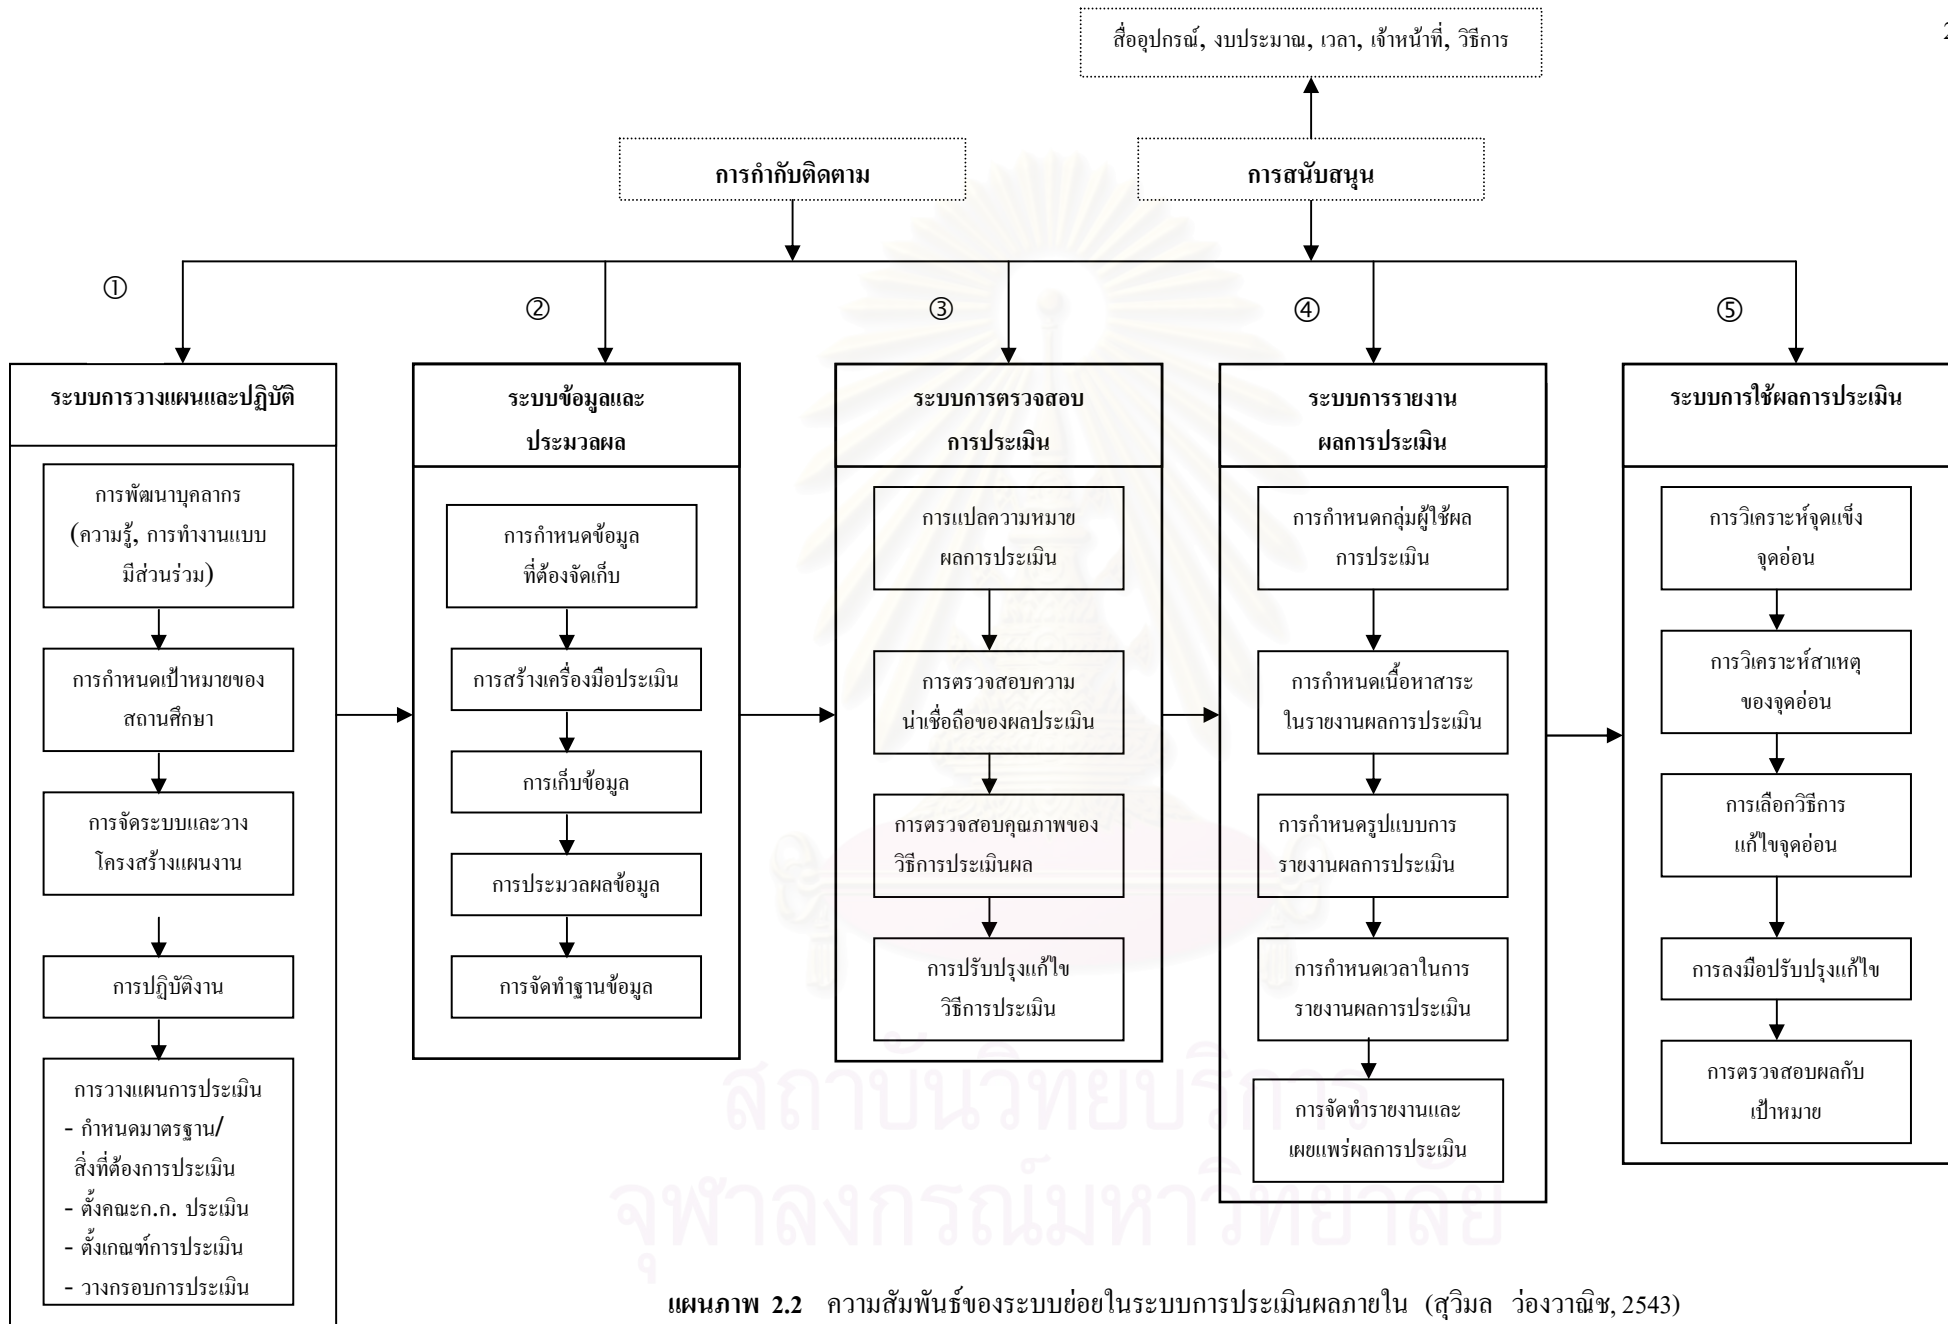 สื่ออุปกรณ์, งบประมาณ, เวลา, เจ้าหน้าที่, วิธีการ
2
การกำกับติดตาม
การสนับสนุน
①
②
③
④
⑤
ระบบการวางแผนและปฏิบัติ
การพัฒนาบุคลากร
(ความรู้, การทำงานแบบ
มีส่วนร่วม)
การกำหนดเป้าหมายของ
สถานศึกษา
การจัดระบบและวาง
โครงสร้างแผนงาน
การปฏิบัติงาน
การวางแผนการประเมิน
- กำหนดมาตรฐาน/
สิ่งที่ต้องการประเมิน
- ตั้งคณะก.ก. ประเมิน
- ตั้งเกณฑ์การประเมิน
- วางกรอบการประเมิน
ระบบข้อมูลและ
ประมวลผล
การกำหนดข้อมูล
ที่ต้องจัดเก็บ
การสร้างเครื่องมือประเมิน
การเก็บข้อมูล
การประมวลผลข้อมูล
การจัดทำฐานข้อมูล
ระบบการตรวจสอบ
การประเมิน
การแปลความหมาย
ผลการประเมิน
การตรวจสอบความ
น่าเชื่อถือของผลประเมิน
การตรวจสอบคุณภาพของ
วิธีการประเมินผล
การปรับปรุงแก้ไข
วิธีการประเมิน
ระบบการรายงาน
ผลการประเมิน
การกำหนดกลุ่มผู้ใช้ผล
การประเมิน
การกำหนดเนื้อหาสาระ
ในรายงานผลการประเมิน
การกำหนดรูปแบบการ
รายงานผลการประเมิน
การกำหนดเวลาในการ
รายงานผลการประเมิน
การจัดทำรายงานและ
เผยแพร่ผลการประเมิน
ระบบการใช้ผลการประเมิน
การวิเคราะห์จุดแข็ง
จุดอ่อน
การวิเคราะห์สาเหตุ
ของจุดอ่อน
การเลือกวิธีการ
แก้ไขจุดอ่อน
การลงมือปรับปรุงแก้ไข
การตรวจสอบผลกับ
เป้าหมาย
สถาบันวิทยบริการ
จุฬาลงกรณ์มหาวิทยาลัย
แผนภาพ 2.2 ความสัมพันธ์ของระบบย่อยในระบบการประเมินผลภายใน (สุวิมล ว่องวาณิช, 2543)